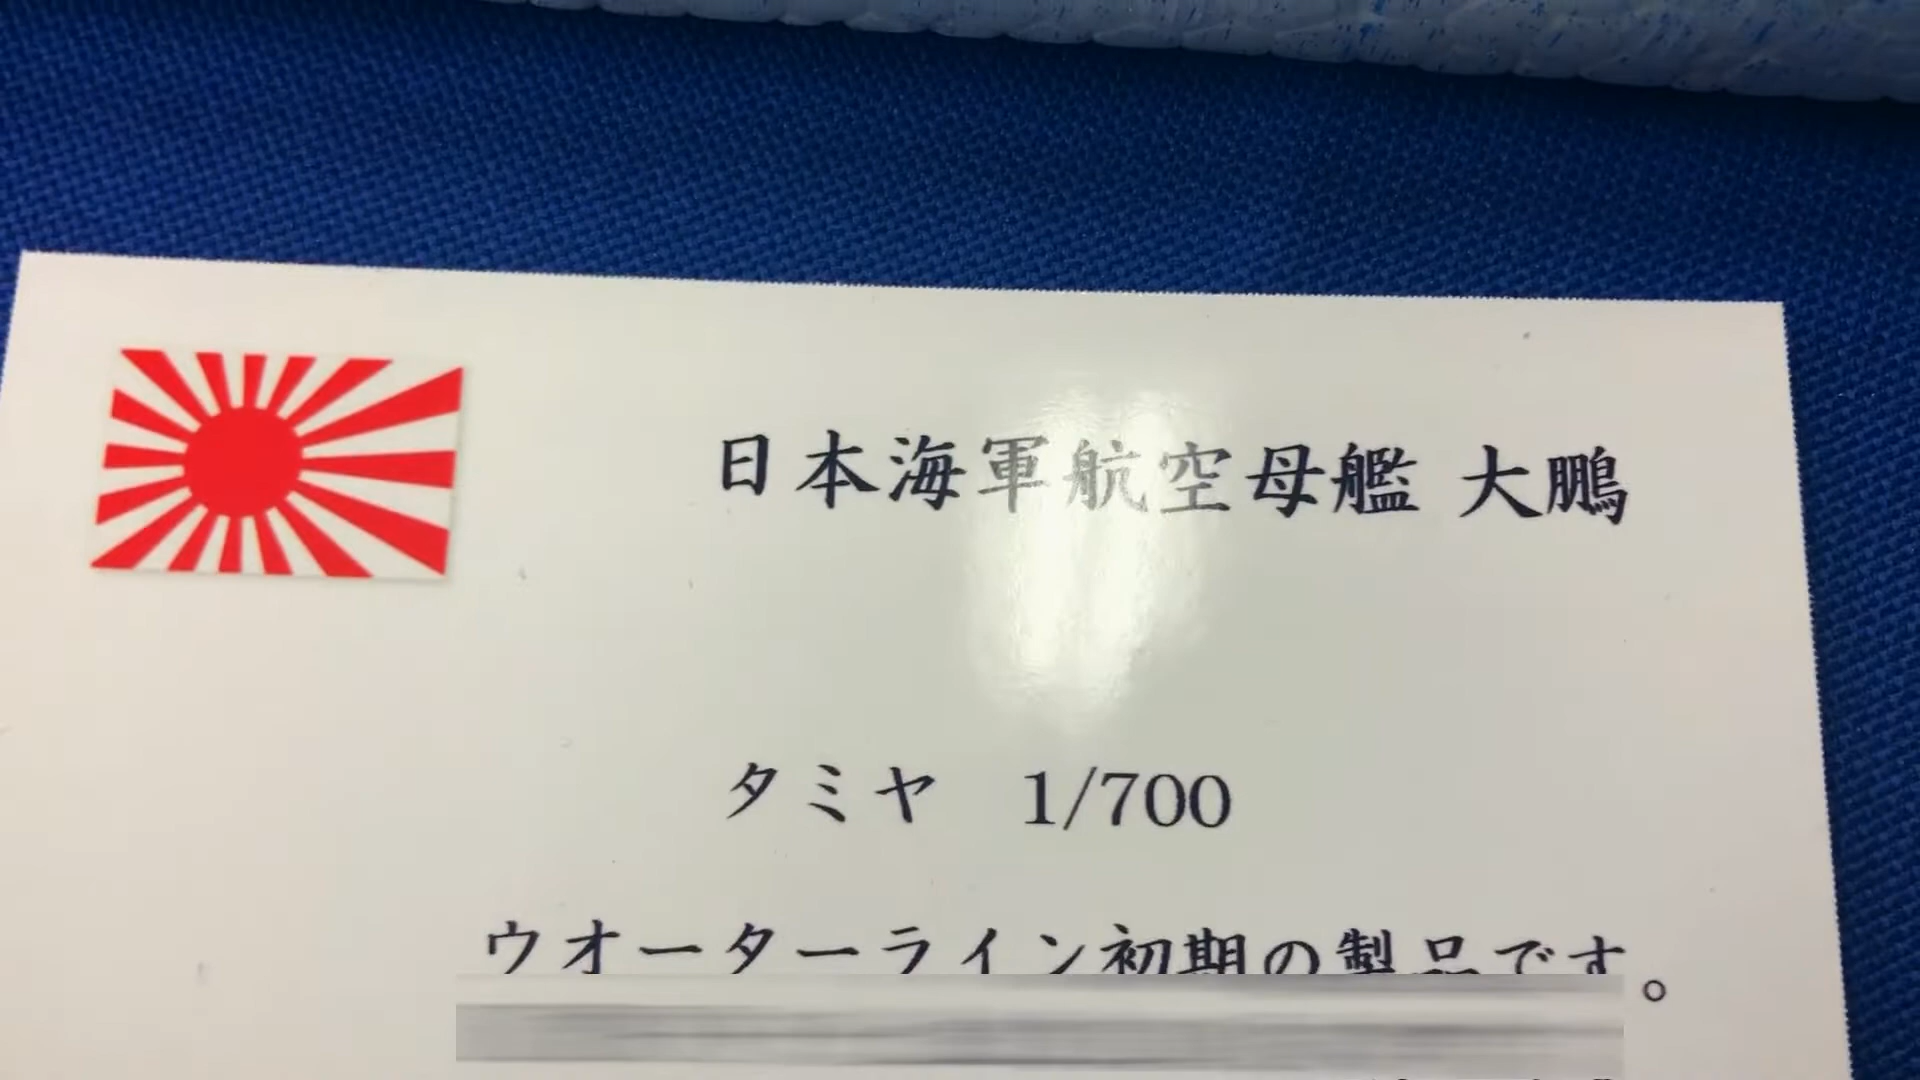 日本海軍航空母艦 大鵬
タミヤ 1/700
ウオーターライン初期の製品です。